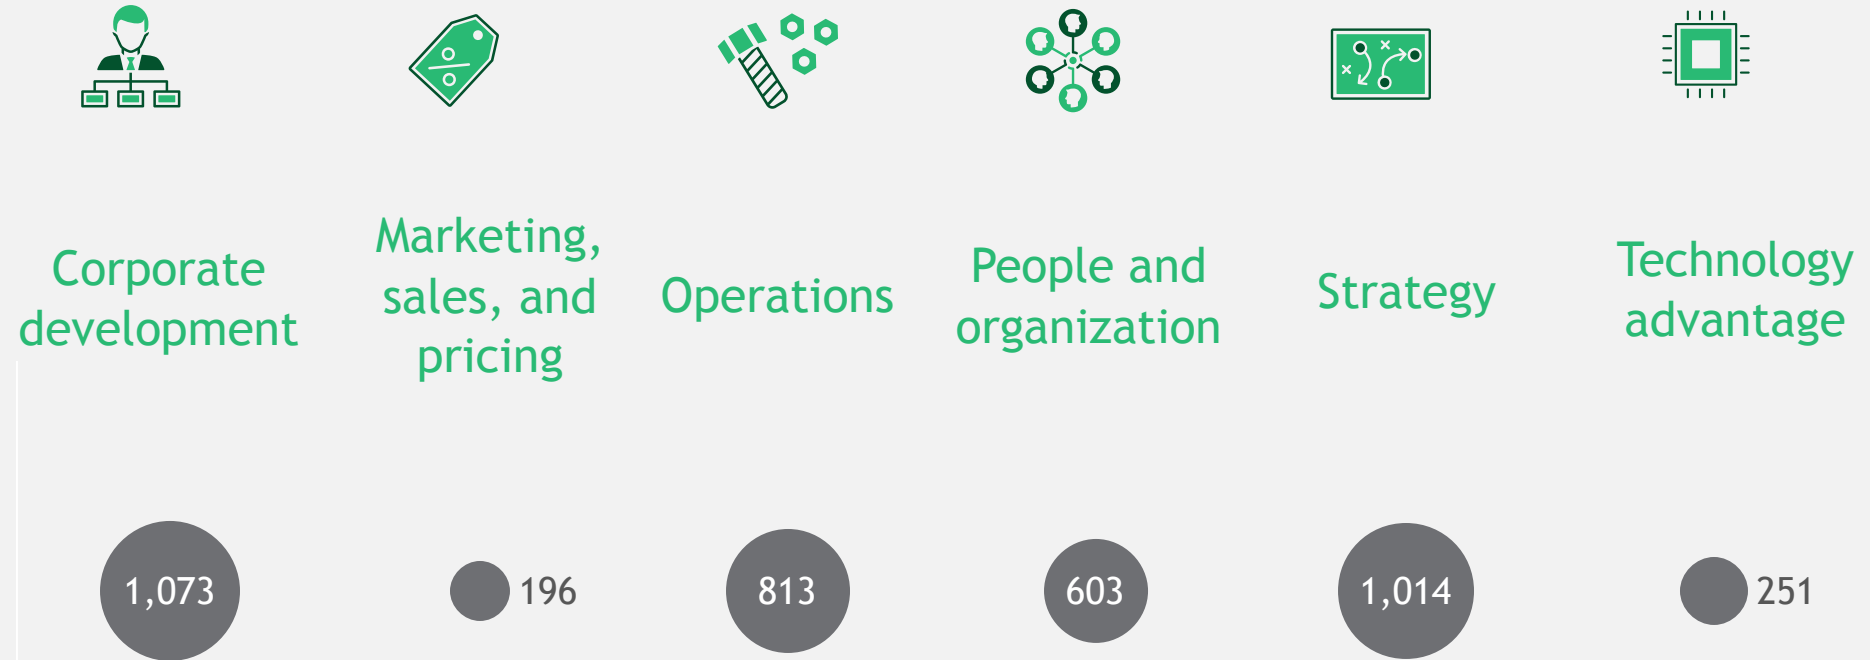 Corporate
development
Marketing,
sales, and
pricing
Operations
People and
organization
Strategy
Technology
advantage
1,073
196
813
603
1,014
251